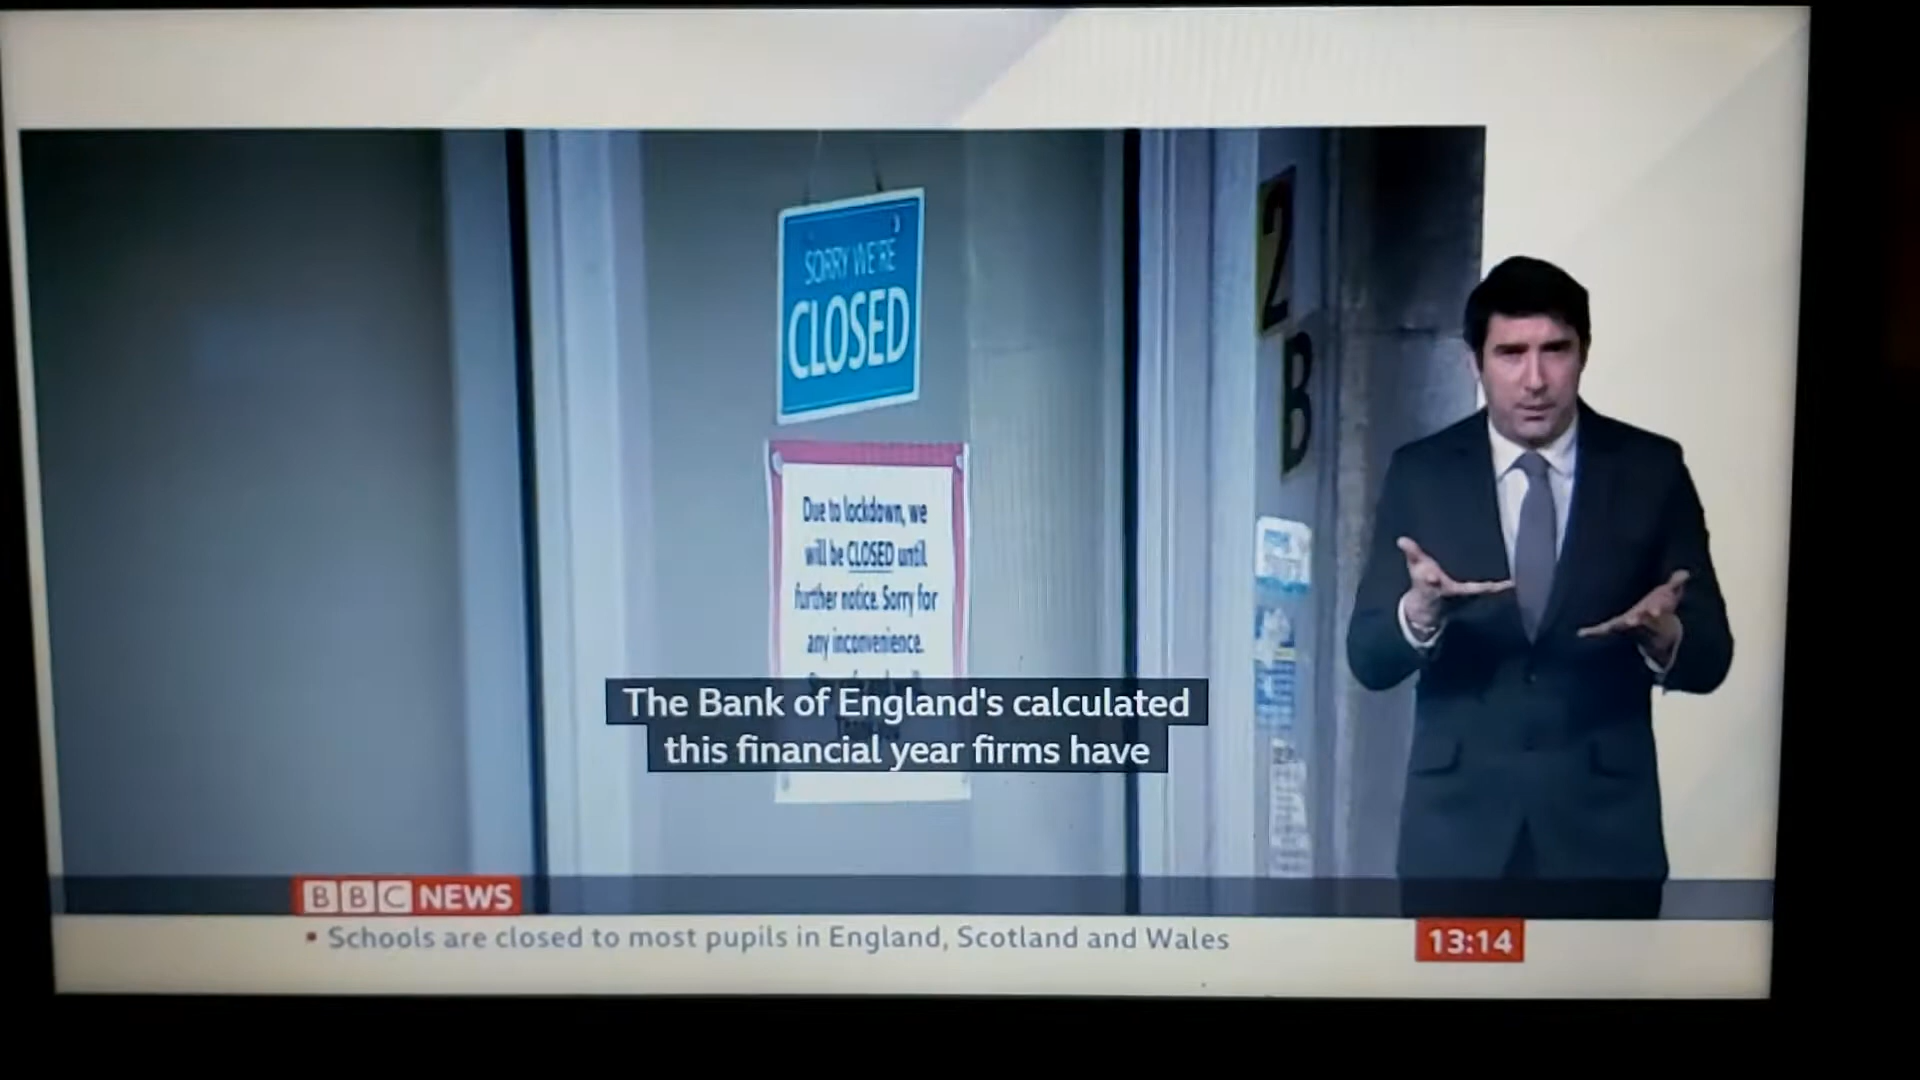 SORRY WE'RE
CLOSED
2
B
Due to lockdown, we
will be CLOSED until
further notice. Sorry for
any inconvenience.
The Bank of England's calculated
this financial year firms have
BBC NEWS
▪ Schools are closed to most pupils in England, Scotland and Wales
13:14